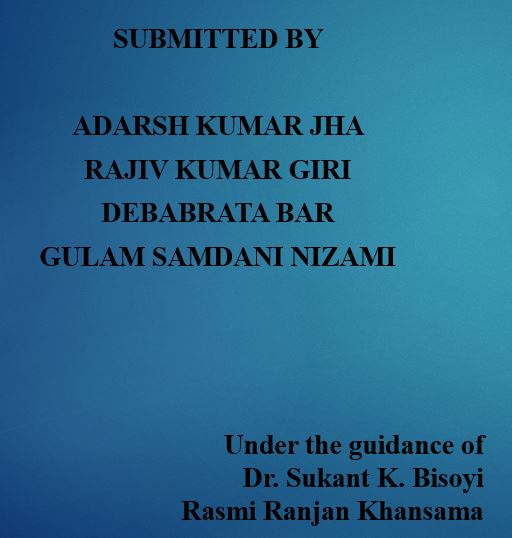 SUBMITTED BY
ADARSH KUMAR JHA
RAJIV KUMAR GIRI
DEBABRATA BAR
GULAM SAMDANI NIZAMI
Under the guidance of
Dr. Sukant K. Bisoyi
Rasmi Ranjan Khansama